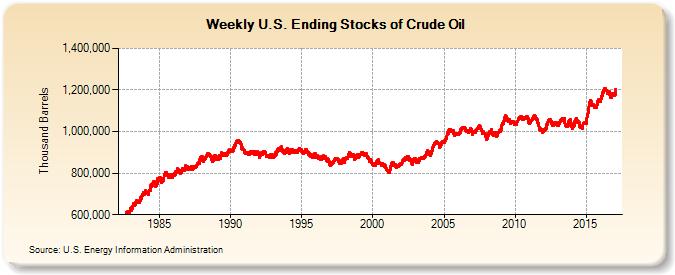 Weekly U.S. Ending Stocks of Crude Oil
Thousand Barrels
1,400,000
1,200,000
1,000,000
800,000
600,000
1985 1990 1995 2000 2005 2010 2015
Source: U.S. Energy Information Administration